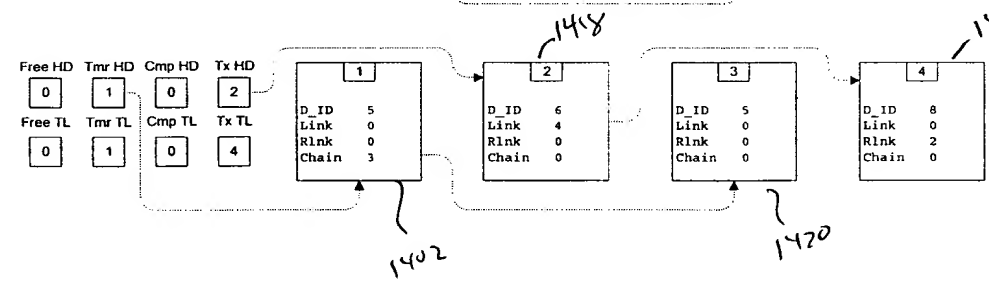 1418
Free HD Tmr HD Cmp HD Tx HD
0 1 0 2
Free TL Tmr TL Cmp TL Tx TL
0 1 0 4
1
D_ID 5
Link 0
Rlnk 0
Chain 3
2
D_ID 6
Link 4
Rlnk 0
Chain 0
3
D_ID 5
Link 0
Rlnk 0
Chain 0
4
D_ID 8
Link 0
Rlnk 2
Chain 0
1402
1420